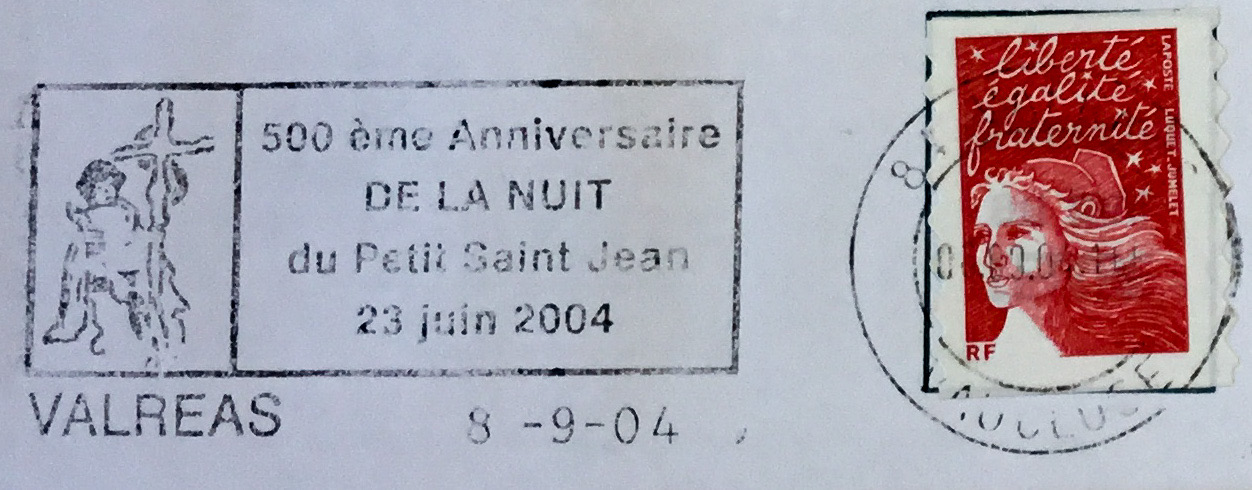 500 ème Anniversaire
DE LA NUIT
du Petit Saint Jean
23 juin 2004
VALREAS
8 -9-04
liberté
égalité
fraternité
LAPOSTE LUQUET. JUMELET
RF
VAUCLUSE